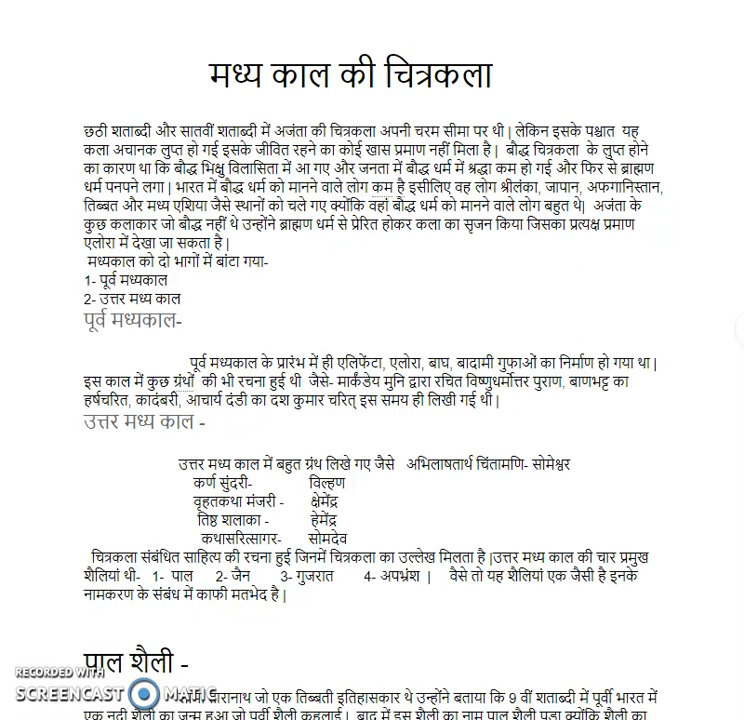 मध्य काल की चित्रकला
छठी शताब्दी और सातवीं शताब्दी में अजंता की चित्रकला अपनी चरम सीमा पर थी | लेकिन इसके पश्चात यह
कला अचानक लुप्त हो गई इसके जीवित रहने का कोई खास प्रमाण नहीं मिला है | बौद्ध चित्रकला के लुप्त होने
का कारण था कि बौद्ध भिक्षु विलासिता में आ गए और जनता में बौद्ध धर्म में श्रद्धा कम हो गई और फिर से ब्राह्मण
धर्म पनपने लगा | भारत में बौद्ध धर्म को मानने वाले लोग कम है इसीलिए वह लोग श्रीलंका, जापान, अफगानिस्तान,
तिब्बत और मध्य एशिया जैसे स्थानों को चले गए क्योंकि वहां बौद्ध धर्म को मानने वाले लोग बहुत थे| अजंता के
कुछ कलाकार जो बौद्ध नहीं थे उन्होंने ब्राह्मण धर्म से प्रेरित होकर कला का सृजन किया जिसका प्रत्यक्ष प्रमाण
एलोरा में देखा जा सकता है |
मध्यकाल को दो भागों में बांटा गया-
1- पूर्व मध्यकाल
2- उत्तर मध्य काल
पूर्व मध्यकाल-
पूर्व मध्यकाल के प्रारंभ में ही एलिफेंटा, एलोरा, बाघ, बादामी गुफाओं का निर्माण हो गया था |
इस काल में कुछ ग्रंथों की भी रचना हुई थी जैसे- मार्कंडेय मुनि द्वारा रचित विष्णुधर्मोत्तर पुराण, बाणभट्ट का
हर्षचरित, कादंबरी, आचार्य दंडी का दश कुमार चरित् इस समय ही लिखी गई थी |
उत्तर मध्य काल -
उत्तर मध्य काल में बहुत ग्रंथ लिखे गए जैसे अभिलाषतार्थ चिंतामणि- सोमेश्वर
कर्ण सुंदरी- विल्हण
वृहतकथा मंजरी - क्षेमेंद्र
तिष्ठ शलाका - हेमेंद्र
कथासरित्सागर- सोमदेव
चित्रकला संबंधित साहित्य की रचना हुई जिनमें चित्रकला का उल्लेख मिलता है |उत्तर मध्य काल की चार प्रमुख
शैलियां थी- 1- पाल 2- जैन 3- गुजरात 4- अपभ्रंश | वैसे तो यह शैलियां एक जैसी है इनके
नामकरण के संबंध में काफी मतभेद है |
पाल शैली -
RECORDED WITH
SCREENCAST MATIC
तारानाथ जो एक तिब्बती इतिहासकार थे उन्होंने बताया कि 9 वीं शताब्दी में पूर्वी भारत में
एक नदी शैली का जन्म हुआ जो पूर्वी शैली कहलाई | बाद में इस शैली का नाम पाल शैली पड़ा क्योंकि शैली का